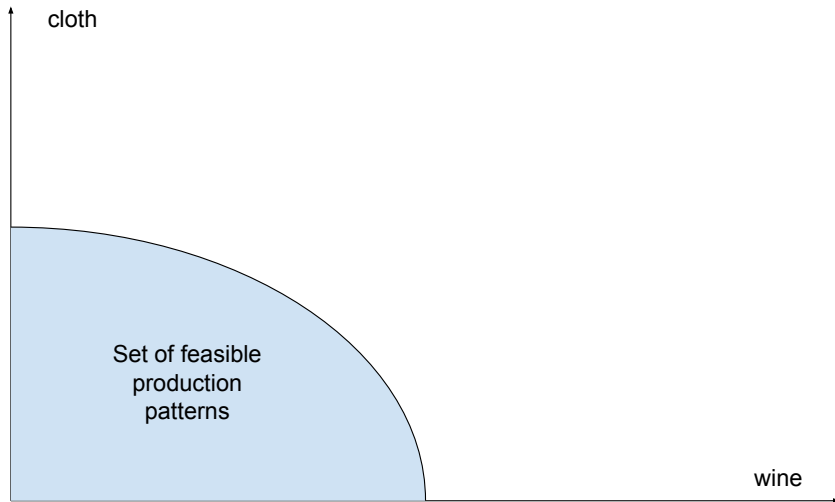 cloth
Set of feasible
production
patterns
wine